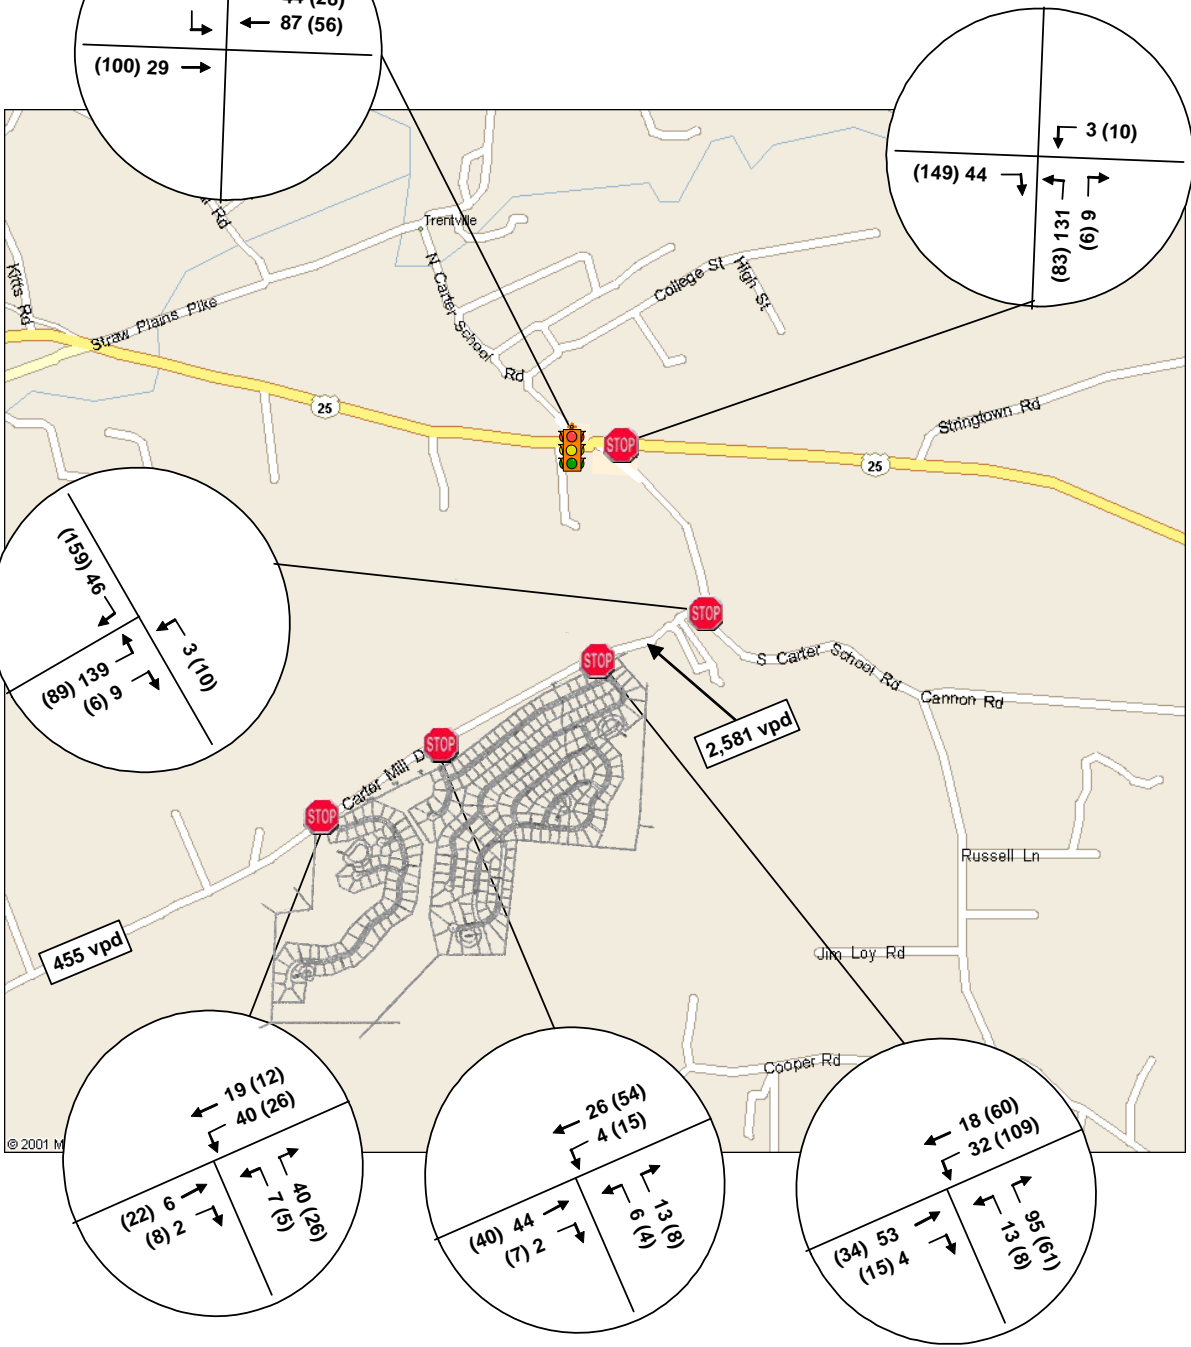 87 (56)
(100) 29
3 (10)
(149) 44
(83) 131
(6) 9
Rd
Trentville
Kitts Rd
N Carter School Rd
College St
High St
Straw Plains Pike
25
Stringtown Rd
STOP
25
(159) 46
3 (10)
(89) 139
(6) 9
STOP
S Carter School Rd
Cannon Rd
STOP
2,581 vpd
STOP
Carter Mill D
STOP
Russell Ln
455 vpd
Jim Loy Rd
Cooper Rd
© 2001 M
19 (12)
40 (26)
(22) 6
(8) 2
7 (5)
40 (26)
26 (54)
4 (15)
(40) 44
(7) 2
6 (4)
13 (8)
18 (60)
32 (109)
(34) 53
(15) 4
13 (8)
95 (61)